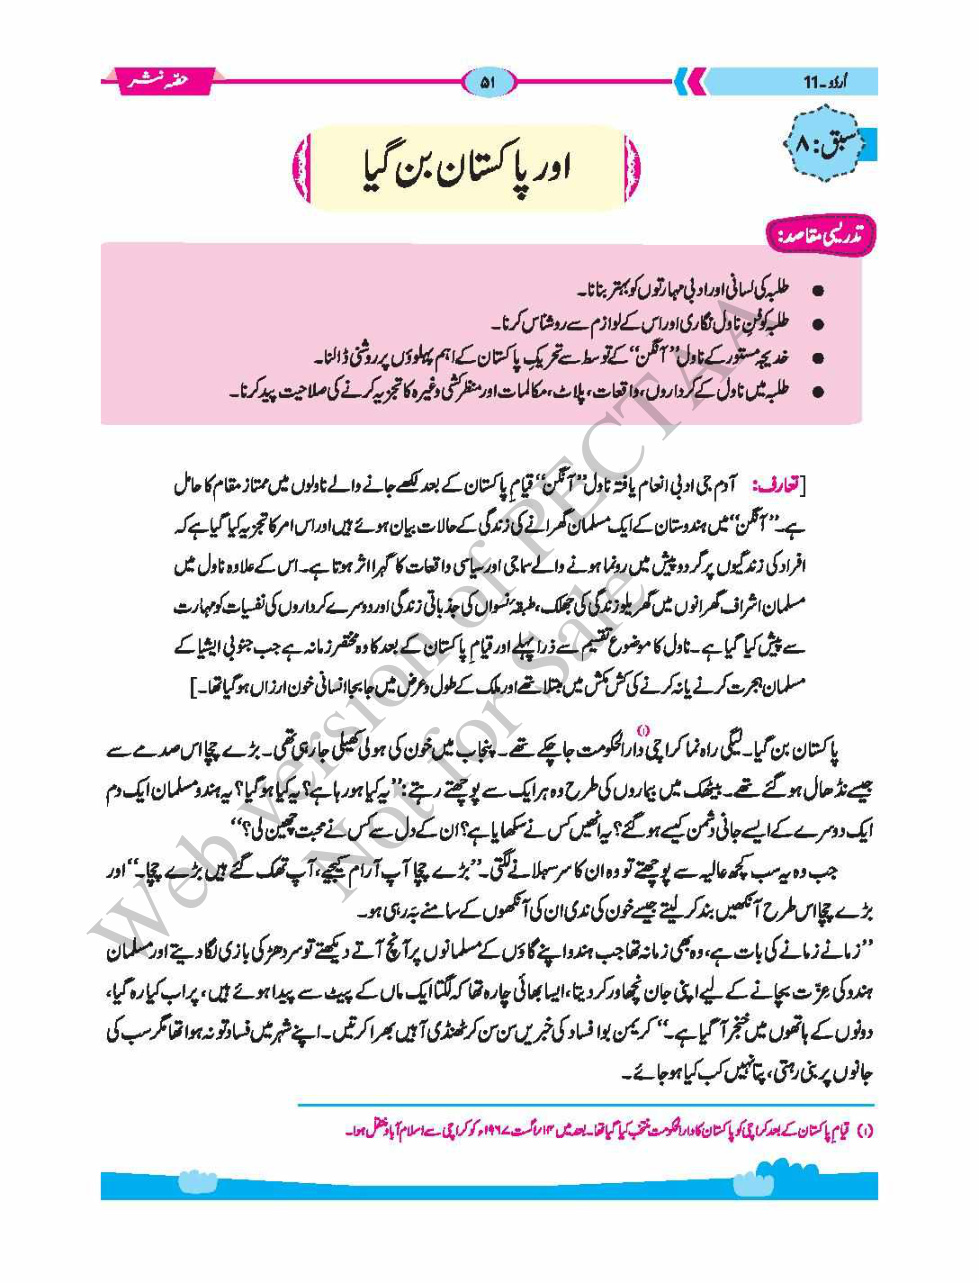 اُردو۔11
۵۱
حصّہ نثر
سبق: ۸
اور پاکستان بن گیا
تدریسی مقاصد:
● طلبہ کی لسانی اور ادبی مہارتوں کو بہتر بنانا۔
● طلبہ کو فنِ ناول نگاری اور اس کے لوازم سے روشناس کرنا۔
● خدیجہ مستور کے ناول ”آنگن“ کے توسط سے تحریکِ پاکستان کے اہم پہلوؤں پر روشنی ڈالنا۔
● طلبہ میں ناول کے کرداروں، واقعات، پلاٹ، مکالمات اور منظر کشی وغیرہ کا تجزیہ کرنے کی صلاحیت پیدا کرنا۔
[تعارف: آدم جی ادبی انعام یافتہ ناول ”آنگن“ قیامِ پاکستان کے بعد لکھے جانے والے ناولوں میں ممتاز مقام کا حامل
ہے۔ ”آنگن“ میں ہندوستان کے ایک مسلمان گھرانے کی زندگی کے حالات بیان ہوئے ہیں اور اس امر کا تجزیہ کیا گیا ہے کہ
افراد کی زندگیوں پر گرد و پیش میں رونما ہونے والے سماجی اور سیاسی واقعات کا گہرا اثر ہوتا ہے۔ اس کے علاوہ ناول میں
مسلمان اشراف گھرانوں میں گھریلو زندگی کی جھلک، طبقۂ نسواں کی جذباتی زندگی اور دوسرے کرداروں کی نفسیات کو مہارت
سے پیش کیا گیا ہے۔ ناول کا موضوع تقسیم سے ذرا پہلے اور قیامِ پاکستان کے بعد کا وہ مختصر زمانہ ہے جب جنوبی ایشیا کے
مسلمان ہجرت کرنے یا نہ کرنے کی کش مکش میں مبتلا تھے اور ملک کے طول و عرض میں جا بجا انسانی خون ارزاں ہو گیا تھا۔]
پاکستان بن گیا۔ لیگی راہ نما کراچی(۱) دارالحکومت جا چکے تھے۔ پنجاب میں خون کی ہولی کھیلی جا رہی تھی۔ بڑے چچا اس صدمے سے
جیسے نڈھال ہو گئے تھے۔ بیٹھک میں بیماروں کی طرح وہ ہر ایک سے پوچھتے رہتے: ”یہ کیا ہو رہا ہے؟ یہ کیا ہو گیا؟ یہ ہندو مسلمان ایک دم
ایک دوسرے کے ایسے جانی دشمن کیسے ہو گئے؟ یہ انھیں کس نے سکھایا ہے؟ ان کے دل سے کس نے محبت چھین لی؟“
جب وہ یہ سب کچھ عالیہ سے پوچھتے تو وہ ان کا سر سہلانے لگتی۔ ”بڑے چچا آپ آرام کیجیے، آپ تھک گئے ہیں بڑے چچا۔“ اور
بڑے چچا اس طرح آنکھیں بند کر لیتے جیسے خون کی ندی ان کی آنکھوں کے سامنے بہ رہی ہو۔
”زمانے زمانے کی بات ہے، وہ بھی زمانہ تھا جب ہندو اپنے گاؤں کے مسلمانوں پر آنچ آتے دیکھتے تو سر دھڑ کی بازی لگا دیتے اور مسلمان
ہندو کی عزّت بچانے کے لیے اپنی جان نچھاور کر دیتا، ایسا بھائی چارہ تھا کہ لگتا ایک ماں کے پیٹ سے پیدا ہوئے ہیں، پر اب کیا رہ گیا،
دونوں کے ہاتھوں میں خنجر آ گیا ہے۔“ کریمن بوا فساد کی خبریں سن سن کر ٹھنڈی آہیں بھرا کرتیں۔ اپنے شہر میں فساد تو نہ ہوا تھا مگر سب کی
جانوں پر بنی رہتی، پتا نہیں کب کیا ہو جائے۔
(۱) قیامِ پاکستان کے بعد کراچی کو پاکستان کا دارالحکومت منتخب کیا گیا تھا۔ بعد میں ۱۴؍اگست ۱۹۶۷ء کو کراچی سے اسلام آباد منتقل ہوا۔
Web version of PECTAA
Not for Sale